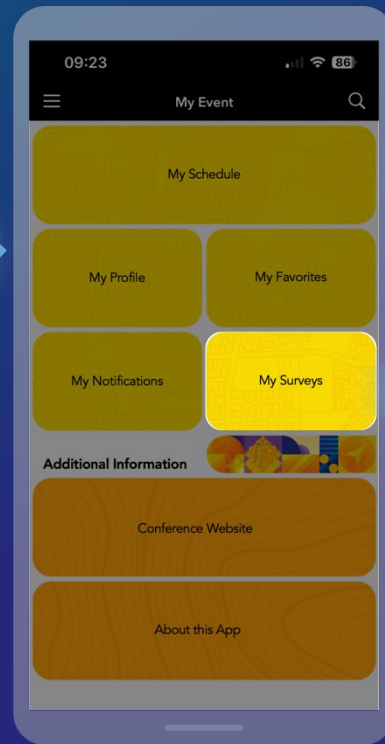 09:23
86
My Event
My Schedule
My Profile
My Favorites
My Notifications
My Surveys
Additional Information
Conference Website
About this App